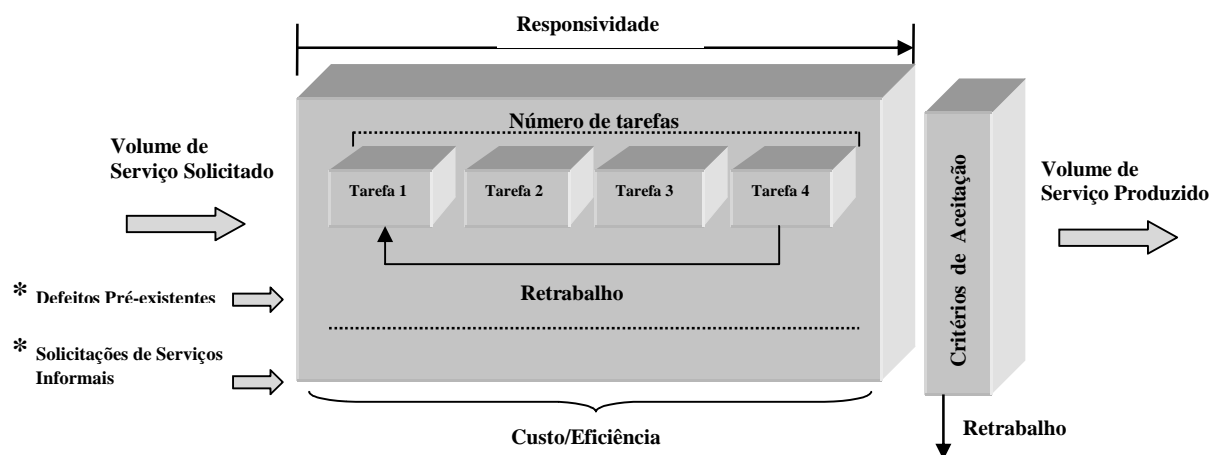 Responsividade
Número de tarefas
Volume de
Serviço Solicitado
Tarefa 1
Tarefa 2
Tarefa 3
Tarefa 4
Retrabalho
* Defeitos Pré-existentes
* Solicitações de Serviços
Informais
Custo/Eficiência
Critérios de Aceitação
Volume de
Serviço Produzido
Retrabalho